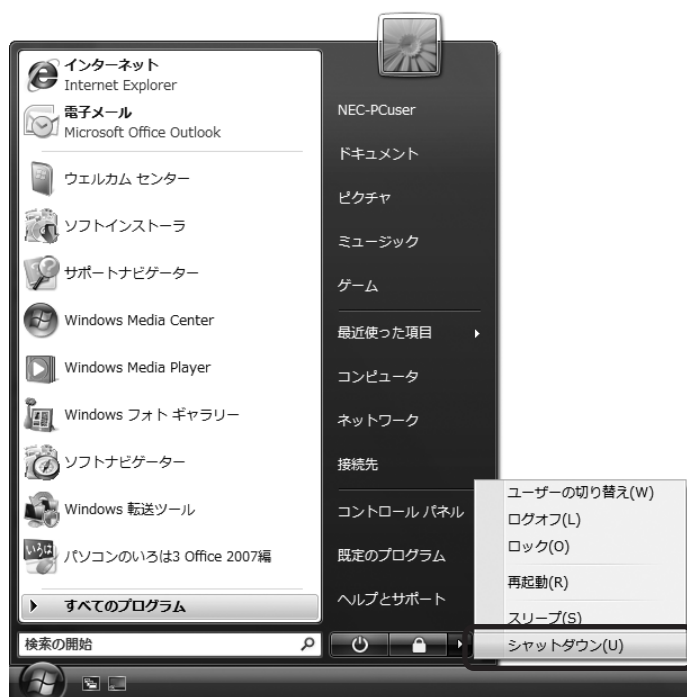 インターネット
Internet Explorer
電子メール
Microsoft Office Outlook
ウェルカム センター
ソフトインストーラ
サポートナビゲーター
Windows Media Center
Windows Media Player
Windows フォト ギャラリー
ソフトナビゲーター
Windows 転送ツール
パソコンのいろは3 Office 2007編
すべてのプログラム
検索の開始
NEC-PCuser
ドキュメント
ピクチャ
ミュージック
ゲーム
最近使った項目
コンピュータ
ネットワーク
接続先
コントロール パネル
既定のプログラム
ヘルプとサポート
ユーザーの切り替え(W)
ログオフ(L)
ロック(O)
再起動(R)
スリープ(S)
シャットダウン(U)